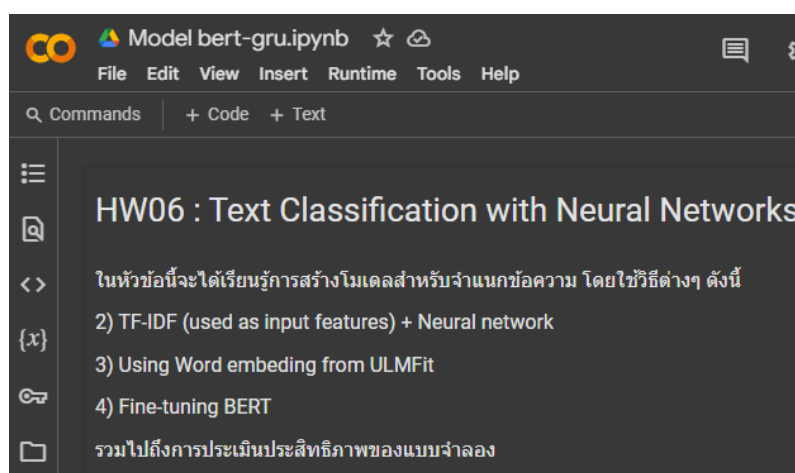 Model bert-gru.ipynb
File Edit View Insert Runtime Tools Help
Commands + Code + Text
HW06 : Text Classification with Neural Networks
ในหัวข้อนี้จะได้เรียนรู้การสร้างโมเดลสำหรับจำแนกข้อความ โดยใช้วิธีต่างๆ ดังนี้
2) TF-IDF (used as input features) + Neural network
3) Using Word embeding from ULMFit
{x}
4) Fine-tuning BERT
รวมไปถึงการประเมินประสิทธิภาพของแบบจำลอง